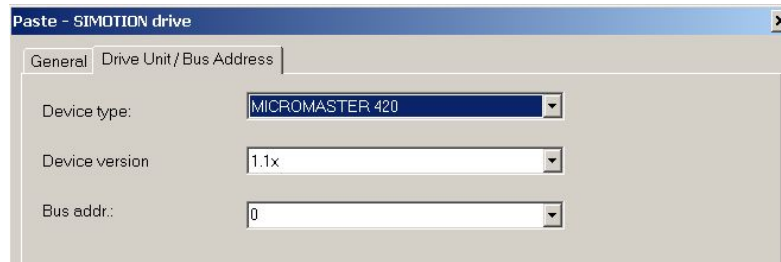 Paste - SIMOTION drive
General Drive Unit / Bus Address
Device type: MICROMASTER 420
Device version 1.1x
Bus addr.: 0